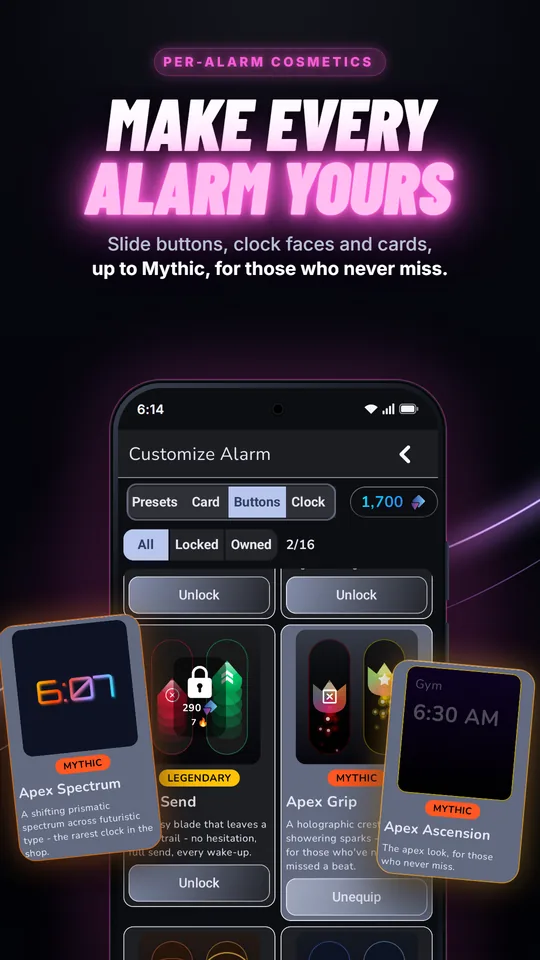 PER-ALARM COSMETICS
MAKE EVERY
ALARM YOURS
Slide buttons, clock faces and cards,
up to Mythic, for those who never miss.
6:14
Customize Alarm
Presets Card Buttons Clock
1,700
All Locked Owned 2/16
Unlock
Unlock
6:07
MYTHIC
Apex Spectrum
A shifting prismatic
spectrum across futuristic
type - the rarest clock in the
shop.
290
7
LEGENDARY
Send
blade that leaves a
trail - no hesitation,
full send, every wake-up.
Unlock
MYTHIC
Apex Grip
A holographic
showering sparks
for those who've
missed a beat.
Unequip
Gym
6:30 AM
MYTHIC
Apex Ascension
The apex look, for those
who never miss.